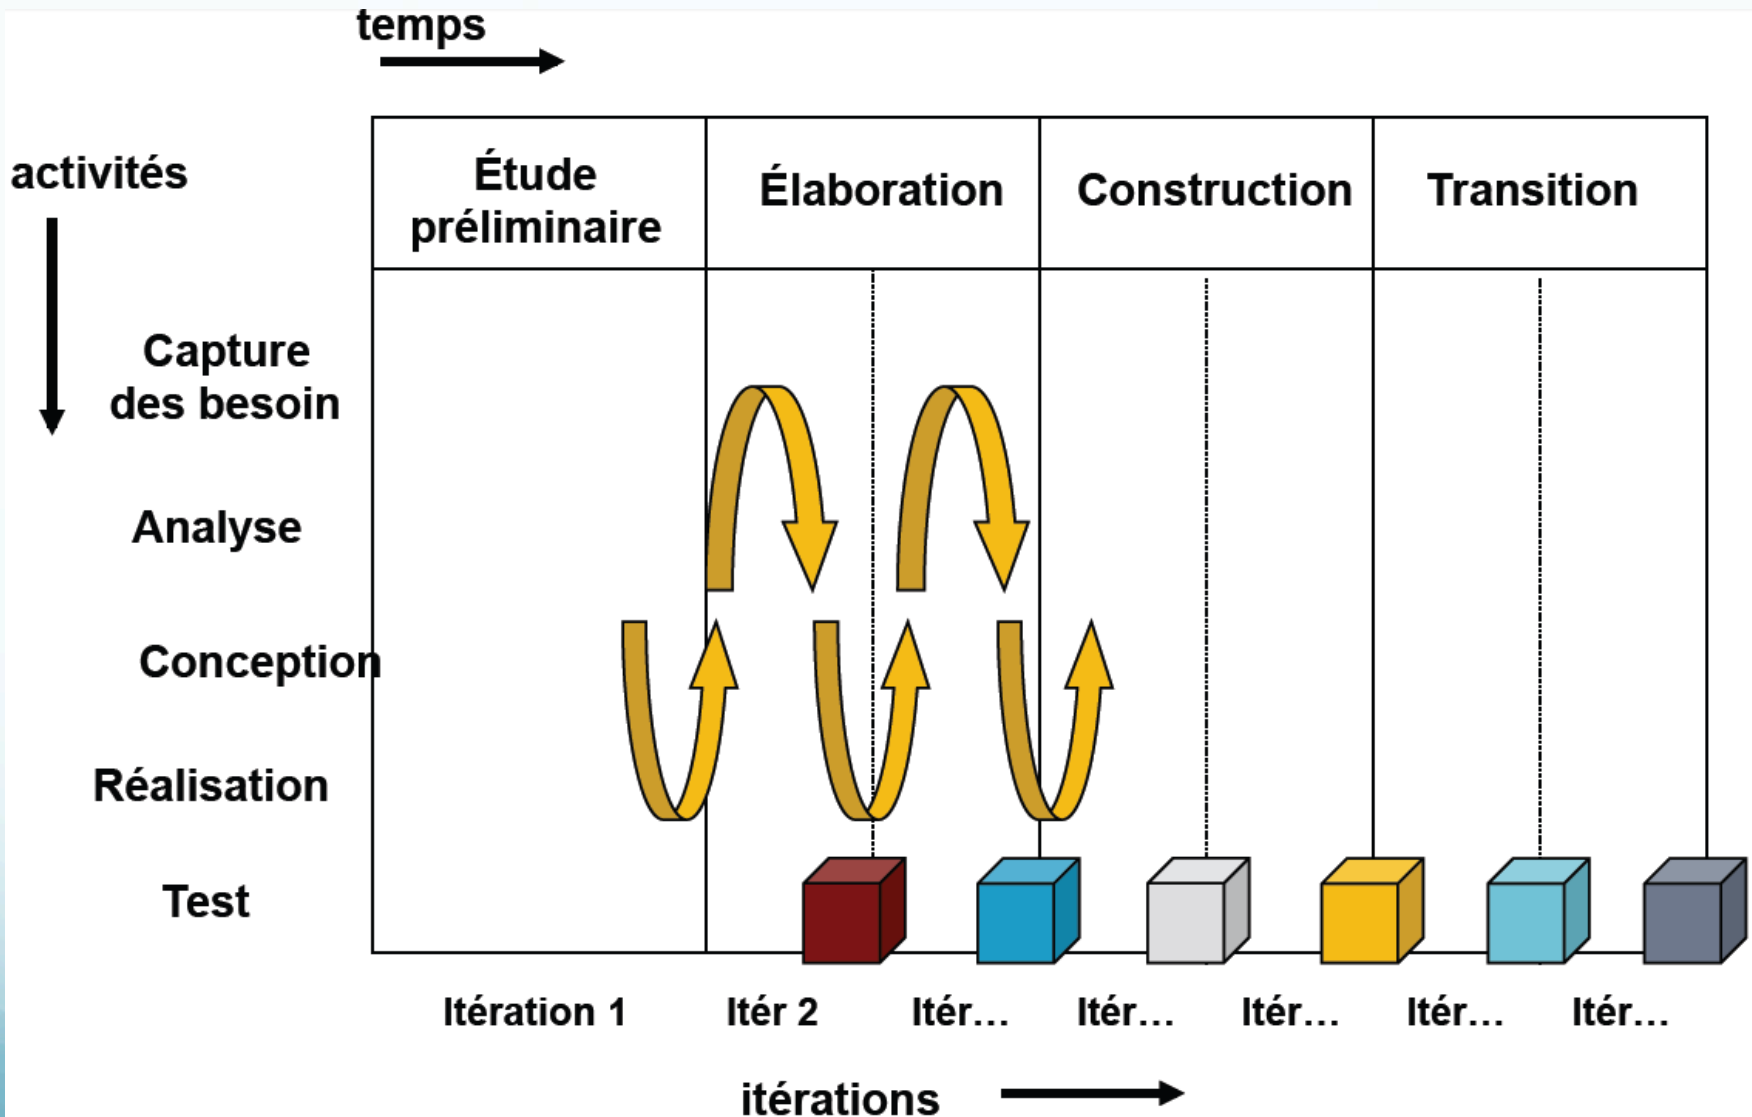 temps
activités
Étude
préliminaire
Élaboration
Construction
Transition
Capture
des besoin
Analyse
Conception
Réalisation
Test
Itération 1
Itér 2
Itér...
Itér...
Itér...
Itér...
Itér...
itérations